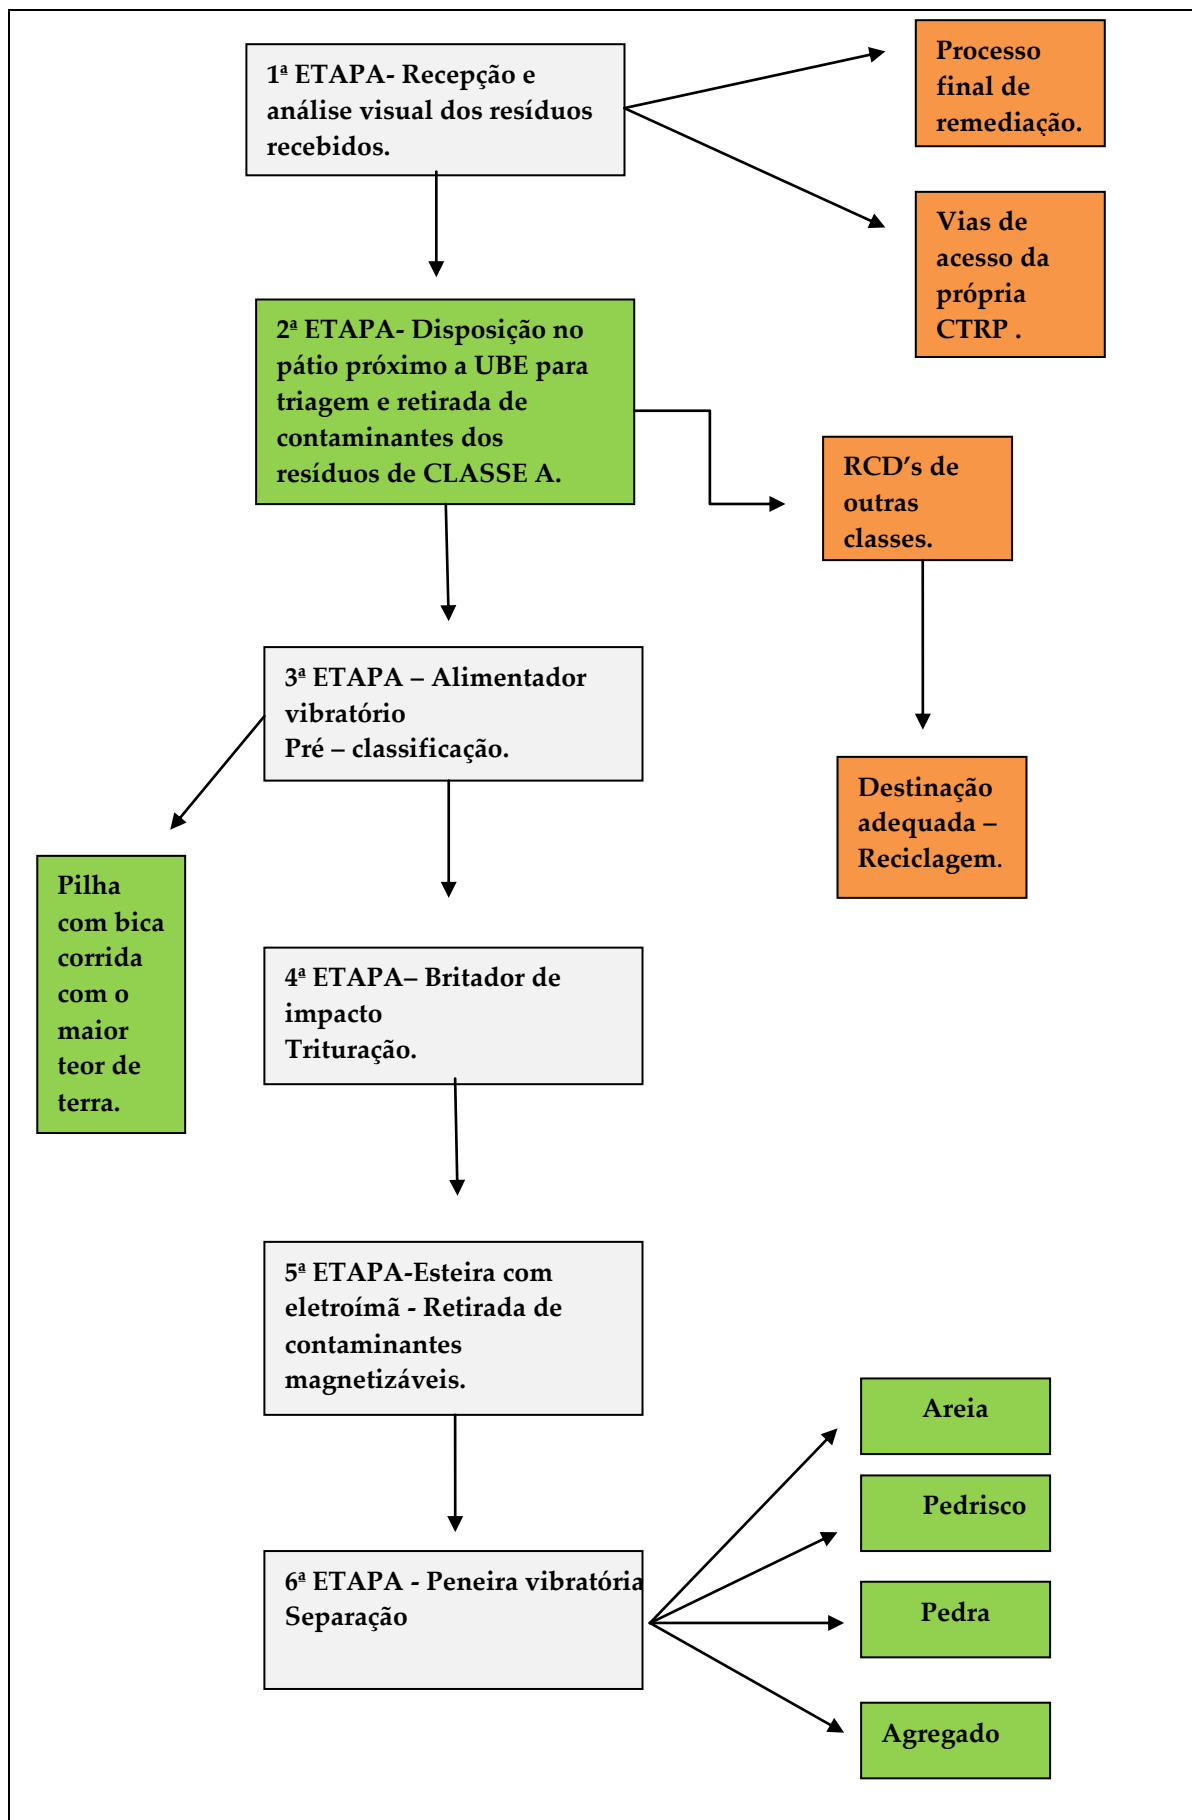 1ª ETAPA- Recepção e
análise visual dos resíduos
recebidos.
Processo
final de
remediação.
Vias de
acesso da
própria
CTRP .
2ª ETAPA- Disposição no
pátio próximo a UBE para
triagem e retirada de
contaminantes dos
resíduos de CLASSE A.
RCD’s de
outras
classes.
3ª ETAPA – Alimentador
vibratório
Pré – classificação.
Destinação
adequada –
Reciclagem.
Pilha
com bica
corrida
com o
maior
teor de
terra.
4ª ETAPA– Britador de
impacto
Trituração.
5ª ETAPA-Esteira com
eletroímã - Retirada de
contaminantes
magnetizáveis.
6ª ETAPA - Peneira vibratória
Separação
Areia
Pedrisco
Pedra
Agregado